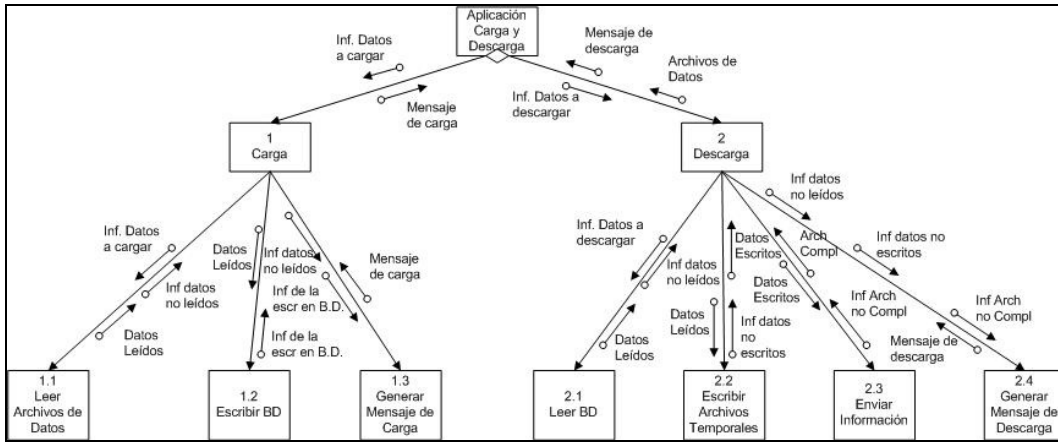 Aplicación
Carga y
Descarga
Inf. Datos
a cargar
Mensaje
de carga
Mensaje de
descarga
Archivos de
Datos
Inf. Datos a
descargar
1
Carga
2
Descarga
Inf. Datos
a cargar
Inf datos
no leídos
Datos
Leídos
Datos
Leídos
Inf de la
escr en B.D.
Inf datos
no leídos
Inf de la
escr en B.D.
Mensaje
de carga
Inf. Datos a
descargar
Inf datos
no leídos
Datos
Leídos
Datos
Leídos
Datos
Escritos
Inf datos
no
escritos
Datos
Escritos
Arch
Compl
Inf Arch
no Compl
Inf datos
no leídos
Inf datos no
escritos
Inf Arch
no Compl
Mensaje de
descarga
1.1
Leer
Archivos de
Datos
1.2
Escribir BD
1.3
Generar
Mensaje de
Carga
2.1
Leer BD
2.2
Escribir
Archivos
Temporales
2.3
Enviar
Información
2.4
Generar
Mensaje de
Descarga